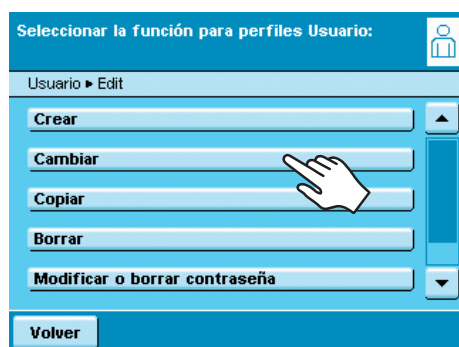 Seleccionar la función para perfiles Usuario:
Usuario ▸ Edit
Crear
Cambiar
Copiar
Borrar
Modificar o borrar contraseña
Volver